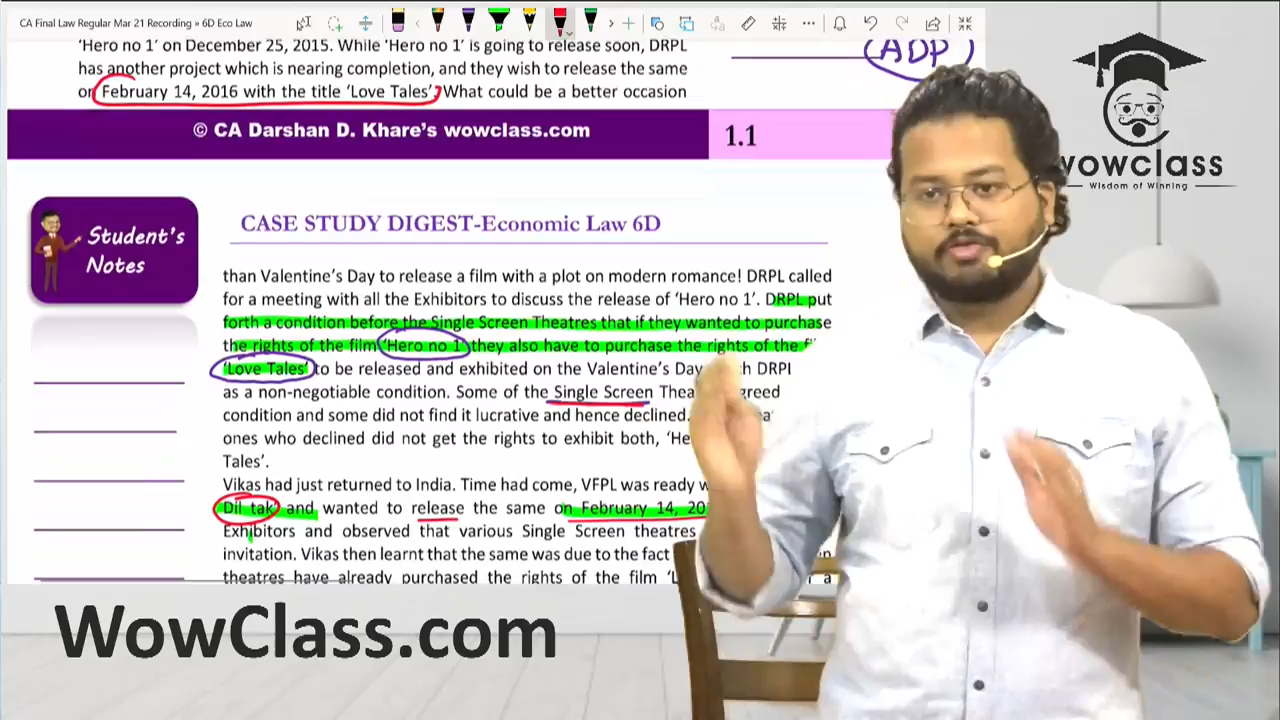 CA Final Law Regular Mar 21 Recording » 6D Eco Law
'Hero no 1' on December 25, 2015. While 'Hero no 1' is going to release soon, DRPL
has another project which is nearing completion, and they wish to release the same
on February 14, 2016 with the title 'Love Tales'. What could be a better occasion
(ADP)
© CA Darshan D. Khare's wowclass.com
1.1
wowclass
Wisdom of Winning
Student's
Notes
CASE STUDY DIGEST-Economic Law 6D
than Valentine's Day to release a film with a plot on modern romance! DRPL called
for a meeting with all the Exhibitors to discuss the release of 'Hero no 1'. DRPL put
forth a condition before the Single Screen Theatres that if they wanted to purchase
the rights of the film 'Hero no 1' they also have to purchase the rights of the
'Love Tales' to be released and exhibited on the Valentine's Day
as a non-negotiable condition. Some of the Single Screen
condition and some did not find it lucrative and hence declined.
ones who declined did not get the rights to exhibit both,
Tales'.
Vikas had just returned to India. Time had come, VFPL was ready
Dil tak' and wanted to release the same on February 14,
Exhibitors and observed that various Single Screen theatres
invitation. Vikas then learnt that the same was due to the fact
theatres have already purchased the rights of the film
WowClass.com